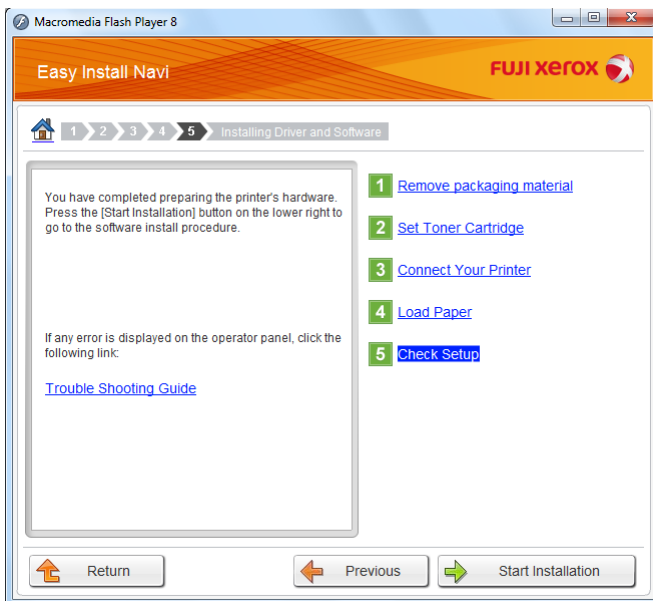 Macromedia Flash Player 8
Easy Install Navi
FUJI xerox
1 2 3 4 5 Installing Driver and Software
You have completed preparing the printer's hardware.
Press the [Start Installation] button on the lower right to
go to the software install procedure.
If any error is displayed on the operator panel, click the
following link:
Trouble Shooting Guide
1 Remove packaging material
2 Set Toner Cartridge
3 Connect Your Printer
4 Load Paper
5 Check Setup
Return
Previous
Start Installation